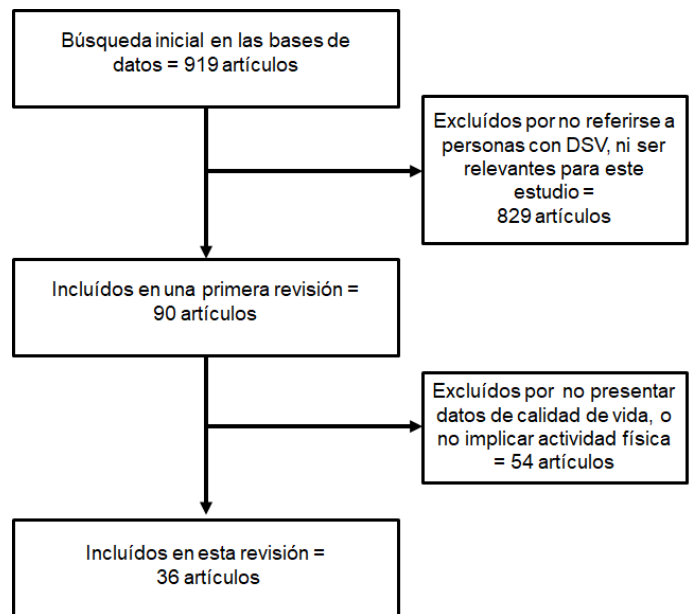 Búsqueda inicial en las bases de
datos = 919 artículos
Excluídos por no referirse a
personas con DSV, ni ser
relevantes para este
estudio =
829 artículos
Incluídos en una primera revisión =
90 artículos
Excluídos por no presentar
datos de calidad de vida, o
no implicar actividad física
= 54 artículos
Incluídos en esta revisión =
36 artículos